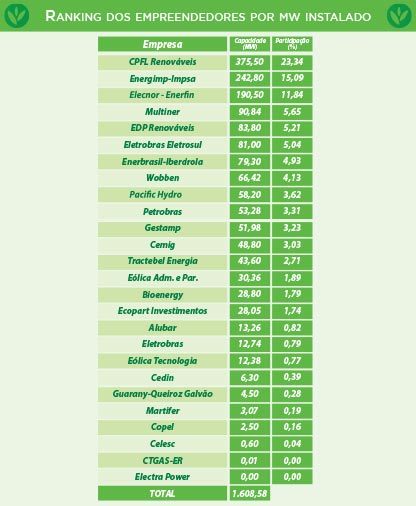 RANKING DOS EMPREENDEDORES POR MW INSTALADO
Empresa Capacidade (MW) Participação (%)
CPFL Renováveis 375,50 23,34
Energimp-Impsa 242,80 15,09
Elecnor - Enerfin 190,50 11,84
Multiner 90,84 5,65
EDP Renováveis 83,80 5,21
Eletrobras Eletrosul 81,00 5,04
Enerbrasil-Iberdrola 79,30 4,93
Wobben 66,42 4,13
Pacific Hydro 58,20 3,62
Petrobras 53,28 3,31
Gestamp 51,98 3,23
Cemig 48,80 3,03
Tractebel Energia 43,60 2,71
Eólica Adm. e Par. 30,36 1,89
Bioenergy 28,80 1,79
Ecopart Investimentos 28,05 1,74
Alubar 13,26 0,82
Eletrobras 12,74 0,79
Eólica Tecnologia 12,38 0,77
Cedin 6,30 0,39
Guarany-Queiroz Galvão 4,50 0,28
Martifer 3,07 0,19
Copel 2,50 0,16
Celesc 0,60 0,04
CTGAS-ER 0,01 0,00
Electra Power 0,00 0,00
TOTAL 1.608,58